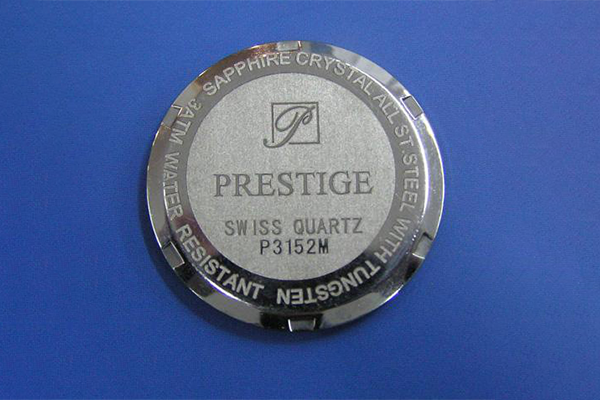 P
PRESTIGE
SWISS QUARTZ
P3152M
3ATM WATER RESISTANT
SAPPHIRE CRYSTAL ALL ST.STEEL WITH TUNGSTEN